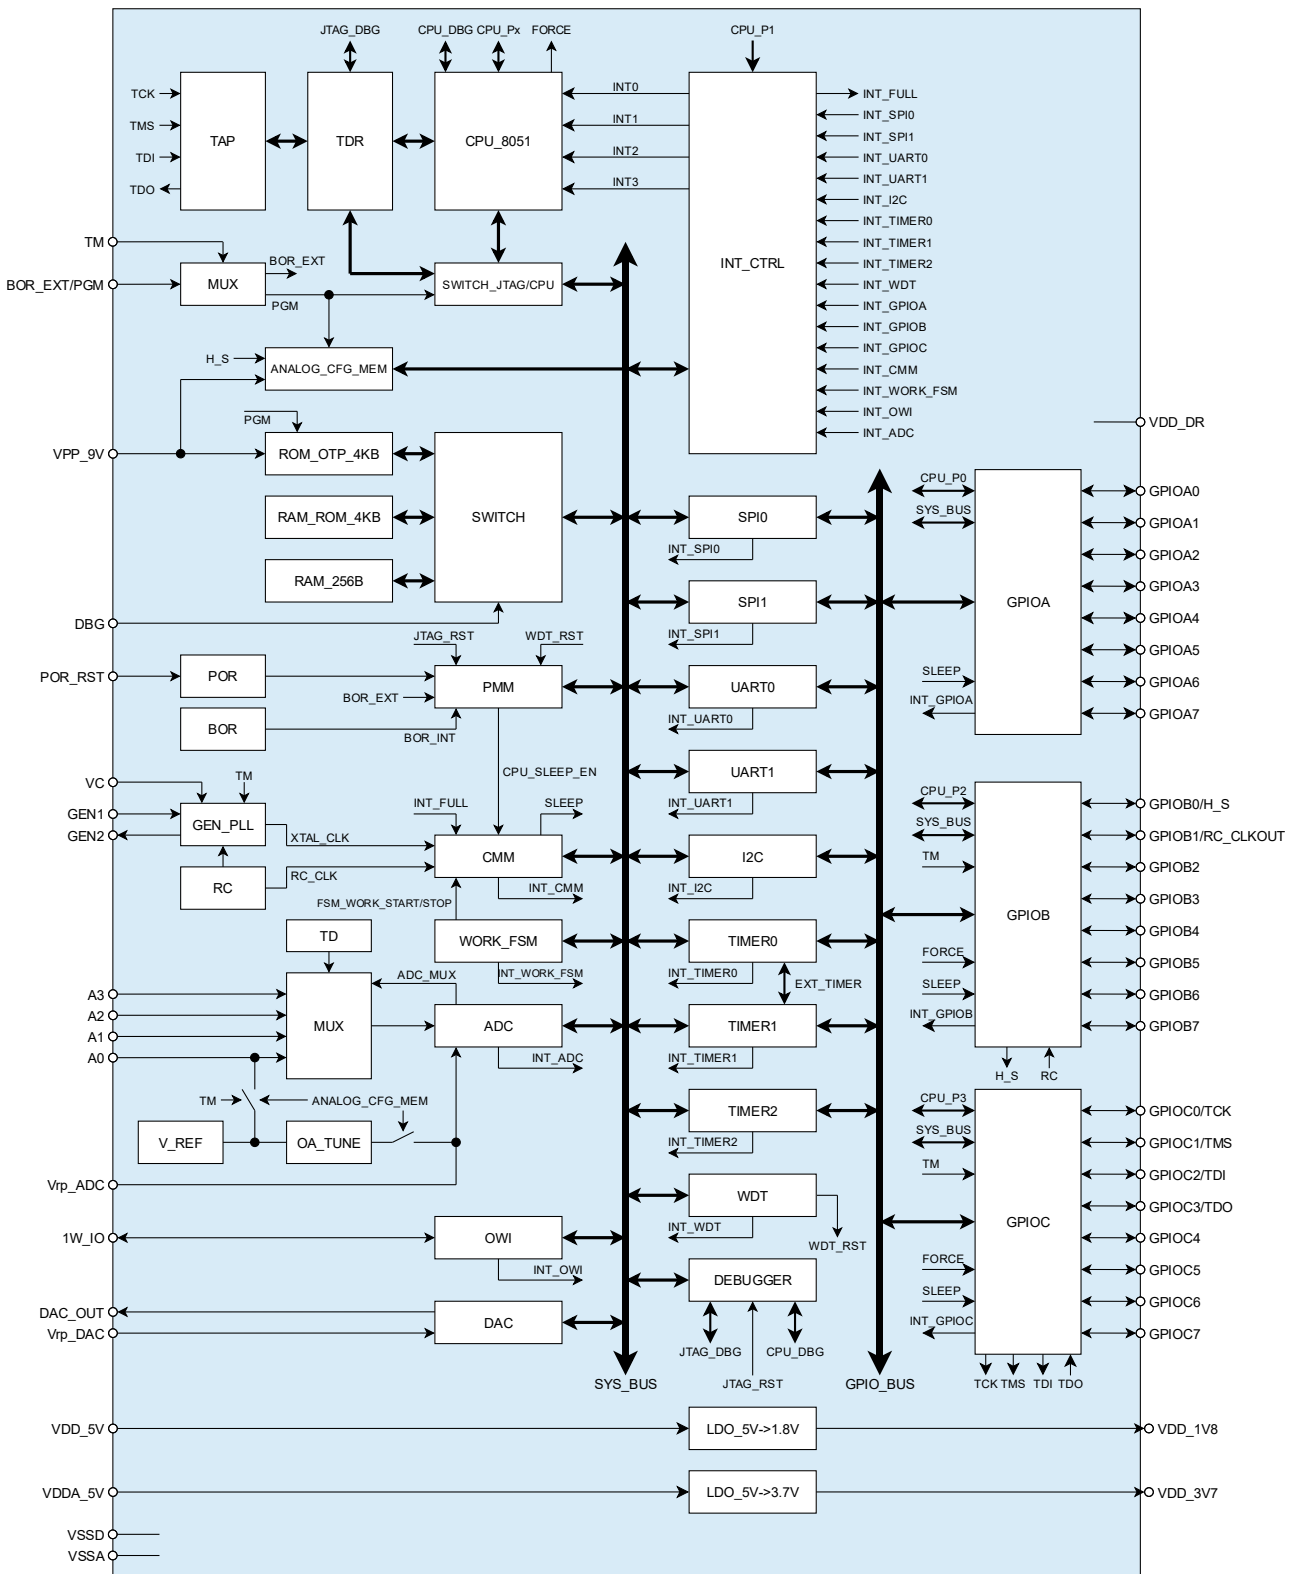 JTAG_DBG
CPU_DBG
CPU_Px
FORCE
CPU_P1
TCK
TMS
TDI
TDO
TAP
TDR
CPU_8051
INT0
INT1
INT2
INT3
INT_CTRL
INT_FULL
INT_SPI0
INT_SPI1
INT_UART0
INT_UART1
INT_I2C
INT_TIMER0
INT_TIMER1
INT_TIMER2
INT_WDT
INT_GPIOA
INT_GPIOB
INT_GPIOC
INT_CMM
INT_WORK_FSM
INT_OWI
INT_ADC
TM
BOR_EXT/PGM
MUX
BOR_EXT
PGM
SWITCH_JTAG/CPU
H_S
ANALOG_CFG_MEM
PGM
VPP_9V
ROM_OTP_4KB
RAM_ROM_4KB
RAM_256B
SWITCH
DBG
POR_RST
POR
BOR
JTAG_RST
WDT_RST
BOR_EXT
BOR_INT
PMM
CPU_SLEEP_EN
VC
GEN1
GEN2
TM
GEN_PLL
RC
XTAL_CLK
RC_CLK
INT_FULL
SLEEP
CMM
INT_CMM
FSM_WORK_START/STOP
WORK_FSM
INT_WORK_FSM
TD
ADC_MUX
A3
A2
A1
A0
MUX
ADC
INT_ADC
TM
ANALOG_CFG_MEM
V_REF
OA_TUNE
Vrp_ADC
1W_IO
OWI
INT_OWI
DAC_OUT
Vrp_DAC
DAC
SYS_BUS
SPI0
INT_SPI0
SPI1
INT_SPI1
UART0
INT_UART0
UART1
INT_UART1
I2C
INT_I2C
TIMER0
INT_TIMER0
EXT_TIMER
TIMER1
INT_TIMER1
TIMER2
INT_TIMER2
WDT
INT_WDT
WDT_RST
DEBUGGER
JTAG_DBG
CPU_DBG
JTAG_RST
GPIO_BUS
VDD_DR
CPU_P0
SYS_BUS
SLEEP
INT_GPIOA
GPIOA
GPIOA0
GPIOA1
GPIOA2
GPIOA3
GPIOA4
GPIOA5
GPIOA6
GPIOA7
CPU_P2
SYS_BUS
TM
FORCE
SLEEP
INT_GPIOB
GPIOB
H_S
RC
GPIOB0/H_S
GPIOB1/RC_CLKOUT
GPIOB2
GPIOB3
GPIOB4
GPIOB5
GPIOB6
GPIOB7
CPU_P3
SYS_BUS
TM
FORCE
SLEEP
INT_GPIOC
GPIOC
TCK
TMS
TDI
TDO
GPIOC0/TCK
GPIOC1/TMS
GPIOC2/TDI
GPIOC3/TDO
GPIOC4
GPIOC5
GPIOC6
GPIOC7
VDD_5V
LDO_5V->1.8V
VDD_1V8
VDDA_5V
LDO_5V->3.7V
VDD_3V7
VSSD
VSSA